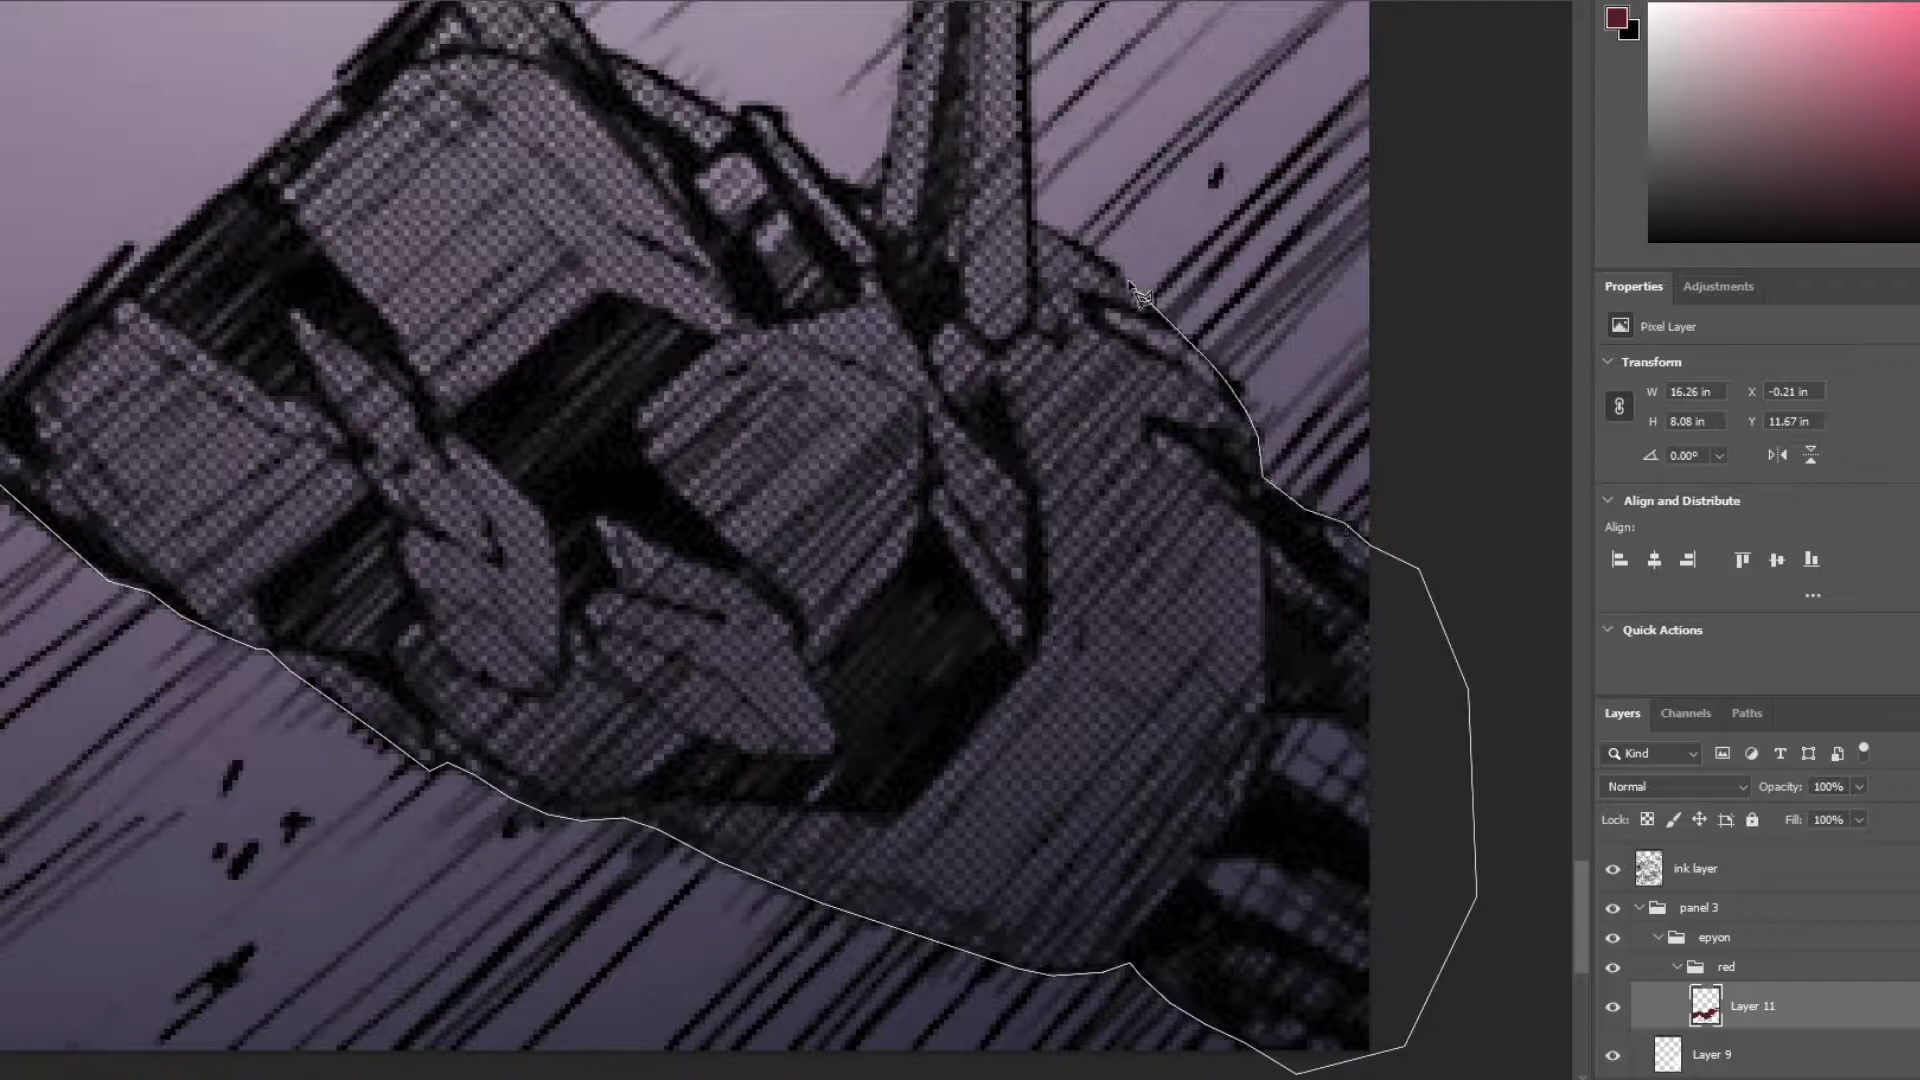 Properties Adjustments
Pixel Layer
Transform
W 16.26 in X -0.21 in
H 8.08 in Y 11.67 in
0.00°
Align and Distribute
Align:
Quick Actions
Layers Channels Paths
Kind
Normal Opacity: 100%
Lock: Fill: 100%
ink layer
panel 3
epyon
red
Layer 11
Layer 9